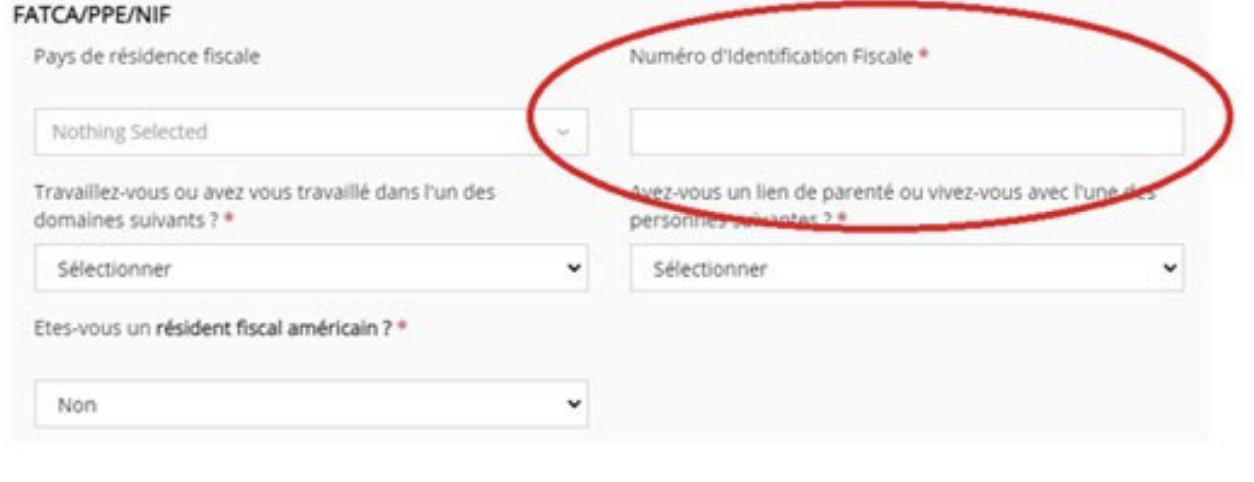 FATCA/PPE/NIF
Pays de résidence fiscale
Numéro d'Identification Fiscale *
Nothing Selected
Travaillez-vous ou avez vous travaillé dans l'un des
domaines suivants ? *
Avez-vous un lien de parenté ou vivez-vous avec l'une des
personnes suivantes ? *
Sélectionner
Sélectionner
Etes-vous un résident fiscal américain ? *
Non